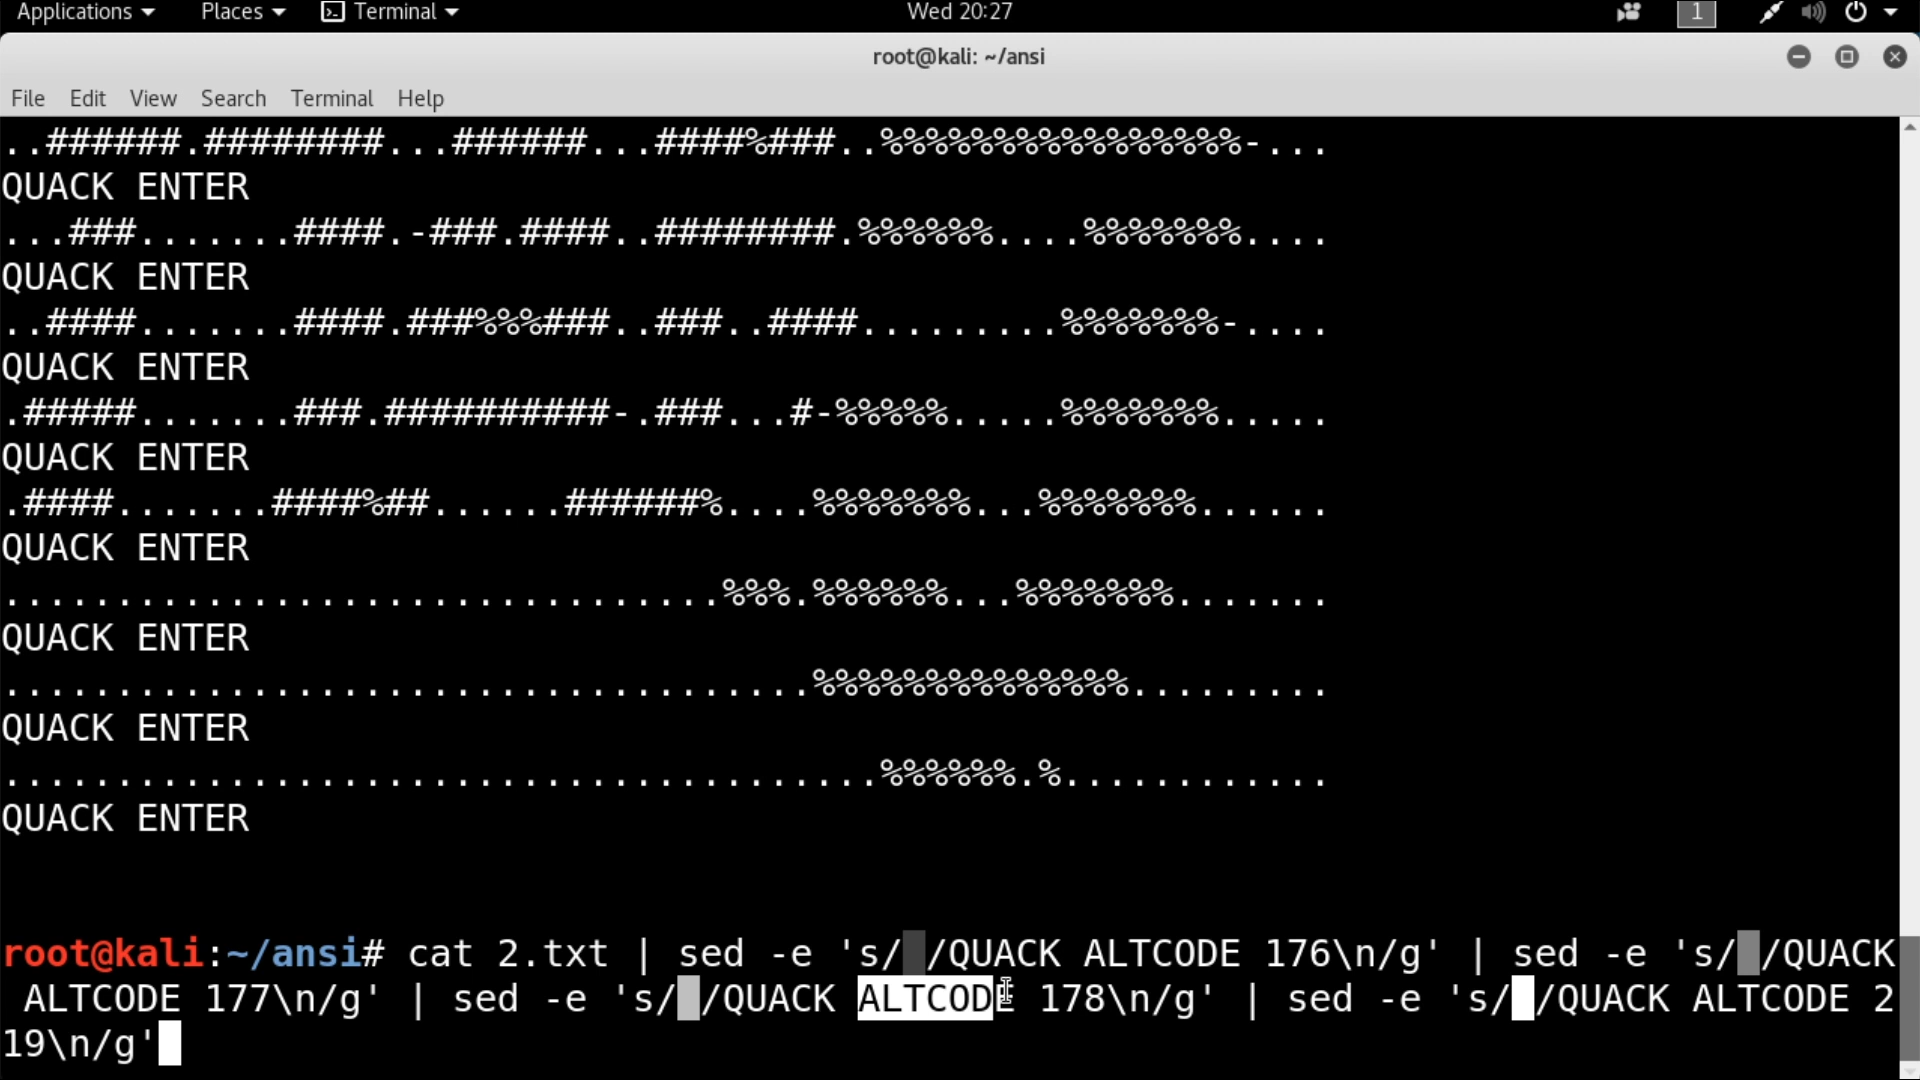 Applications
Places
Terminal
Wed 20:27
1
root@kali: ~/ansi
File Edit View Search Terminal Help
..######.########...######...####%###..%%%%%%%%%%%%%%%%-...
QUACK ENTER
...###.......####.-###.####..########.%%%%%%....%%%%%%%....
QUACK ENTER
..####.......####.###%%%###..###..####.........%%%%%%%-....
QUACK ENTER
.#####.......###.##########-.###...#-%%%%%.....%%%%%%%.....
QUACK ENTER
.####.......####%##......######%....%%%%%%%...%%%%%%%......
QUACK ENTER
................................%%%.%%%%%%...%%%%%%%.......
QUACK ENTER
....................................%%%%%%%%%%%%%%.........
QUACK ENTER
.......................................%%%%%%.%............
QUACK ENTER
root@kali:~/ansi# cat 2.txt | sed -e 's/░/QUACK ALTCODE 176\n/g' | sed -e 's/▒/QUACK
ALTCODE 177\n/g' | sed -e 's/▓/QUACK ALTCODE 178\n/g' | sed -e 's/█/QUACK ALTCODE 2
19\n/g'